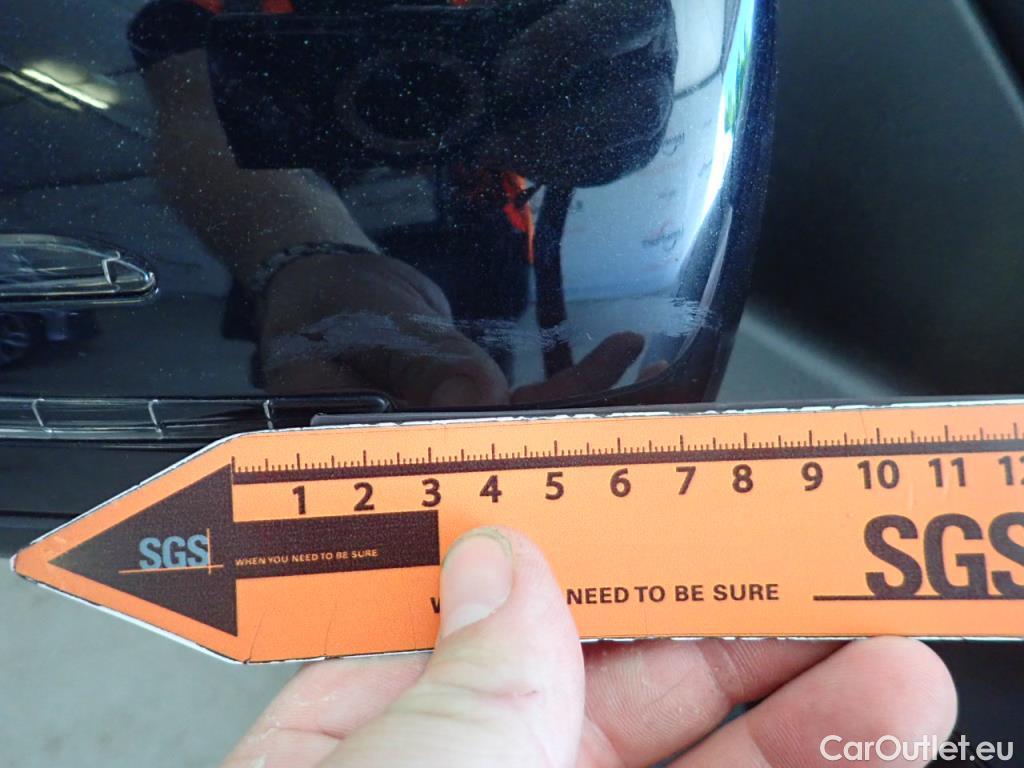 1 2 3 4 5 6 7 8 9 10 11
SGS
WHEN YOU NEED TO BE SURE
SGS
NEED TO BE SURE
CarOutlet.eu